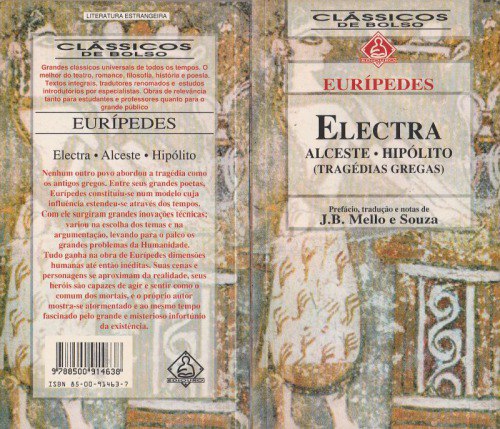 LITERATURA ESTRANGEIRA
CLÁSSICOS
DE BOLSO
Grandes classicos universais de todos os tempos. O
melhor do teatro, romance, filosofia, história e poesia.
Textos integrais, tradutores renomados e estudos
introdutórios por especialistas. Obras de relevância
tanto para estudantes e professores quanto para o
grande público
EURÍPEDES
Electra • Alceste • Hipólito
Nenhum outro povo abordou a tragédia como
os antigos gregos. Entre seus grandes poetas,
Eurípedes constituiu-se num modelo cuja
influência estendeu-se através dos tempos.
Com ele surgiram grandes inovações técnicas;
variou na escolha dos temas e na
argumentação, levando para o palco os
grandes problemas da Humanidade.
Tudo ganha na obra de Eurípedes dimensões
humanas até então inéditas. Suas cenas e
personagens se aproximam da realidade, seus
heróis são capazes de agir e sentir como o
comum dos mortais, e o próprio autor
mostra-se atormentado e ao mesmo tempo
fascinado pelo grande e misterioso infortúnio
da existência.
9 788500 914638
ISBN 85-00-91463-7
EDIOURO
CLÁSSICOS
DE BOLSO
EDIOURO
EURÍPEDES
ELECTRA
ALCESTE • HIPÓLITO
(TRAGÉDIAS GREGAS)
Prefácio, tradução e notas de
J.B. Mello e Souza